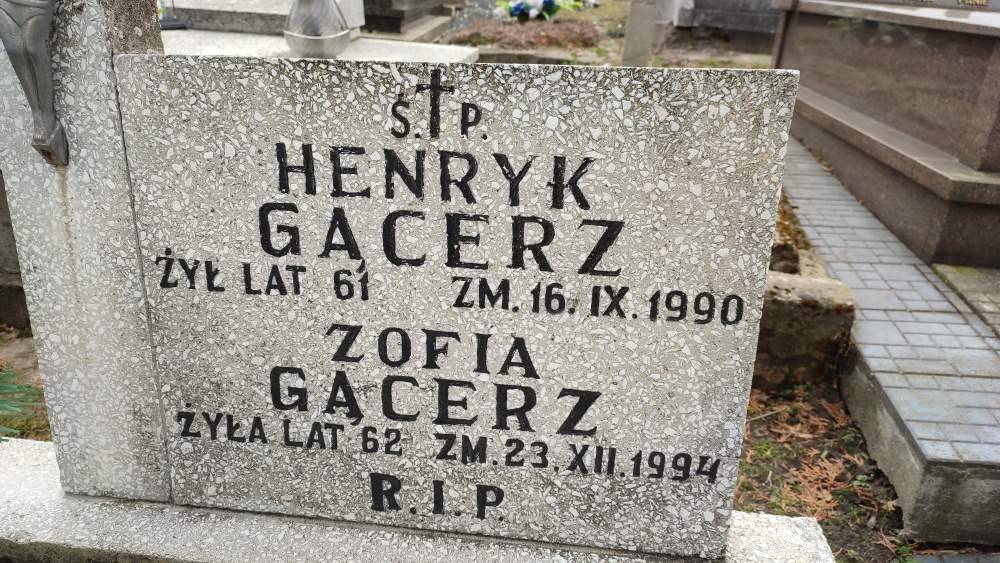 Ś.†P.
HENRYK
GĄCERZ
ŻYŁ LAT 61 ZM. 16. IX. 1990
ZOFIA
GĄCERZ
ŻYŁA LAT 62 ZM. 23. XII. 1994
R.I.P.